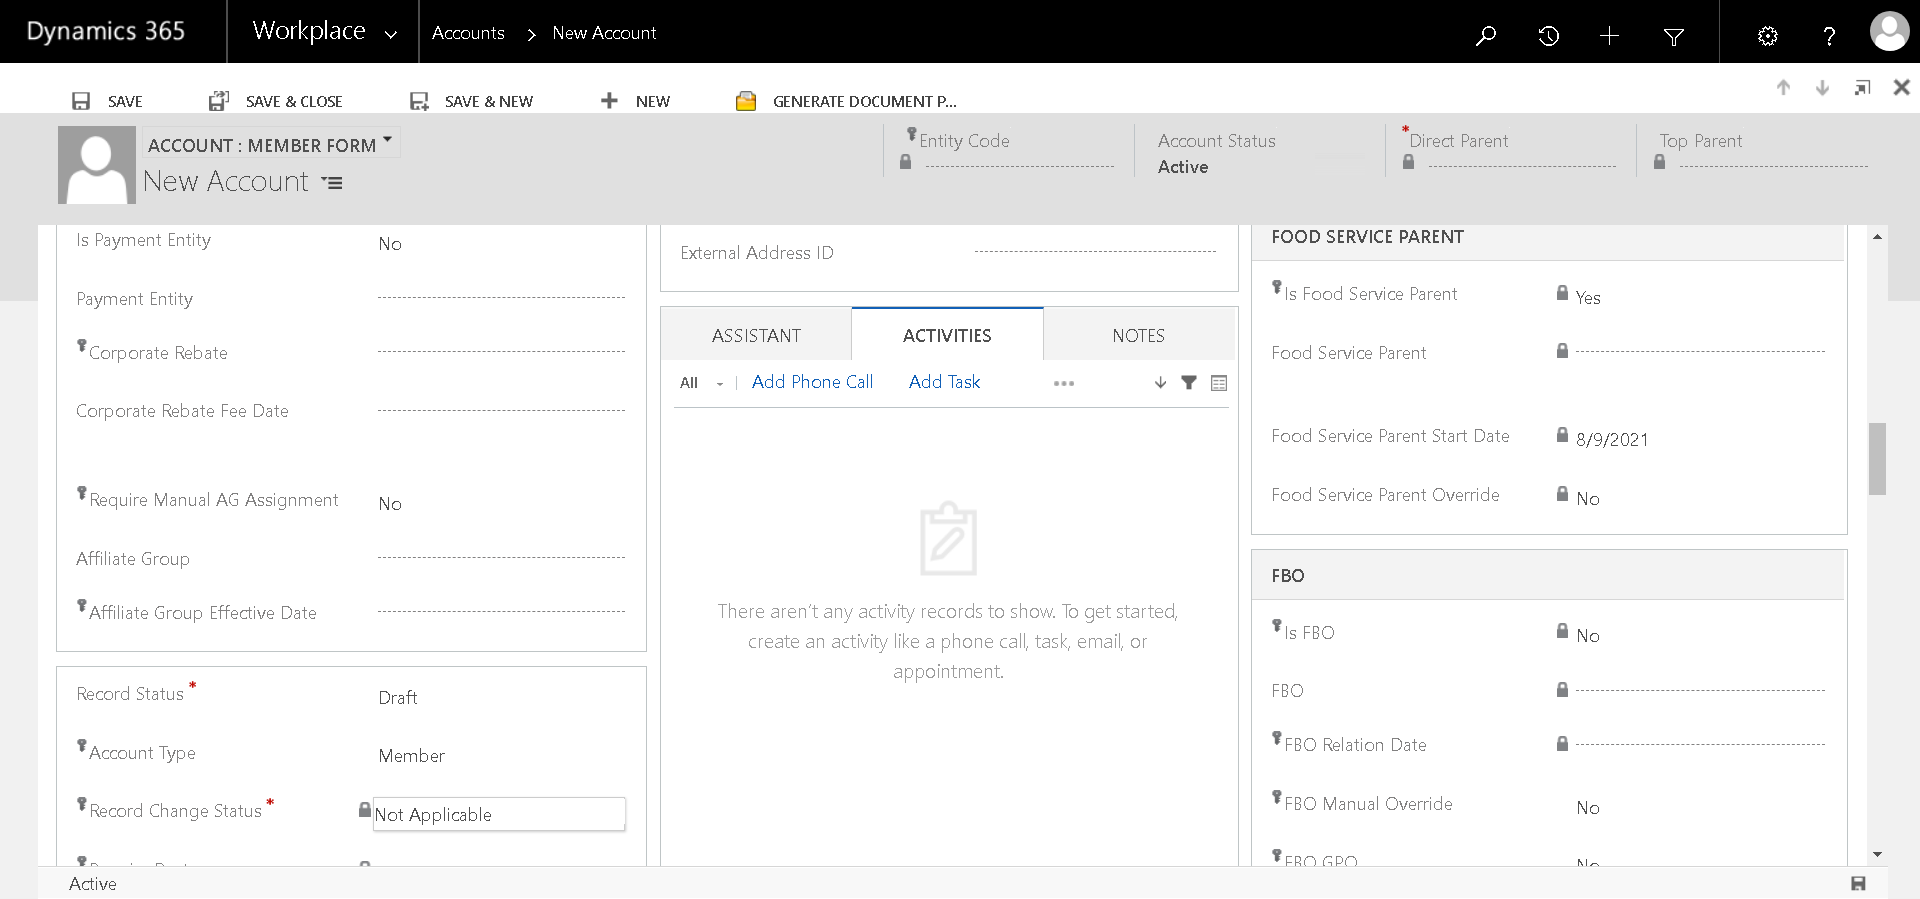 Dynamics 365
Workplace
Accounts > New Account
SAVE
SAVE & CLOSE
SAVE & NEW
NEW
GENERATE DOCUMENT P...
ACCOUNT : MEMBER FORM
New Account
Entity Code
Account Status
Active
*Direct Parent
Top Parent
Is Payment Entity
No
Payment Entity
Corporate Rebate
Corporate Rebate Fee Date
Require Manual AG Assignment
No
Affiliate Group
Affiliate Group Effective Date
Record Status *
Draft
Account Type
Member
Record Change Status *
Not Applicable
External Address ID
ASSISTANT
ACTIVITIES
NOTES
All
Add Phone Call
Add Task
There aren't any activity records to show. To get started,
create an activity like a phone call, task, email, or
appointment.
FOOD SERVICE PARENT
Is Food Service Parent
Yes
Food Service Parent
Food Service Parent Start Date
8/9/2021
Food Service Parent Override
No
FBO
Is FBO
No
FBO
FBO Relation Date
FBO Manual Override
No
FBO GPO
No
Active